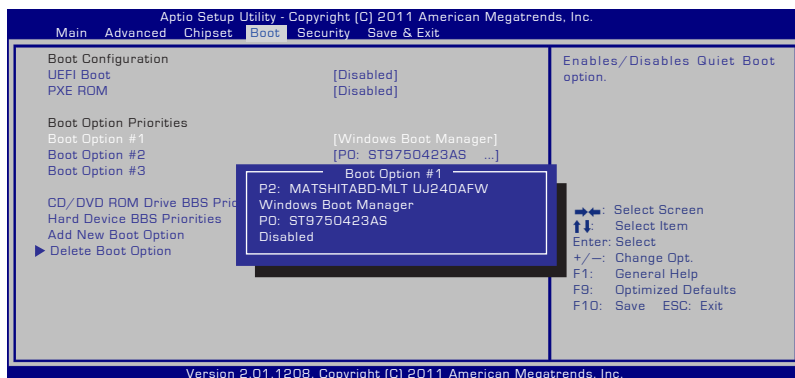 Aptio Setup Utility - Copyright (C) 2011 American Megatrends, Inc.
Main Advanced Chipset Boot Security Save & Exit
Boot Configuration
UEFI Boot [Disabled]
PXE ROM [Disabled]
Boot Option Priorities
Boot Option #1 [Windows Boot Manager]
Boot Option #2 [P0: ST9750423AS ...]
Boot Option #3
CD/DVD ROM Drive BBS Prio
Hard Device BBS Priorities
Add New Boot Option
Delete Boot Option
Boot Option #1
P2: MATSHITABD-MLT UJ240AFW
Windows Boot Manager
P0: ST9750423AS
Disabled
Enables/Disables Quiet Boot
option.
→←: Select Screen
↑↓: Select Item
Enter: Select
+/—: Change Opt.
F1: General Help
F9: Optimized Defaults
F10: Save ESC: Exit
Version 2.01.1208. Copyright (C) 2011 American Megatrends, Inc.